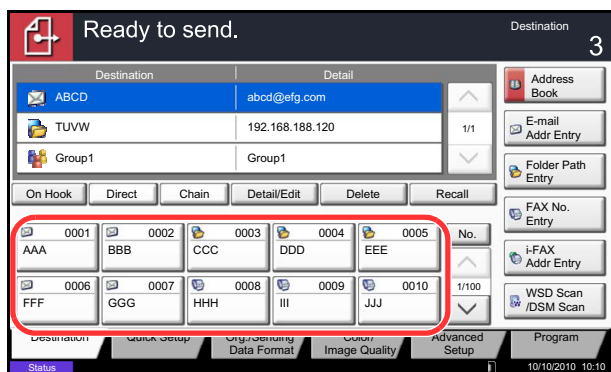 Ready to send.
Destination
3
Destination Detail
ABCD abcd@efg.com
TUVW 192.168.188.120
Group1 Group1
1/1
On Hook Direct Chain Detail/Edit Delete Recall
0001 0002 0003 0004 0005 No.
AAA BBB CCC DDD EEE
0006 0007 0008 0009 0010 1/100
FFF GGG HHH III JJJ
Address
Book
E-mail
Addr Entry
Folder Path
Entry
FAX No.
Entry
i-FAX
Addr Entry
WSD Scan
/DSM Scan
Destination Quick Setup Org./Sending Color/ Advanced Program
Data Format Image Quality Setup
Status 10/10/2010 10:10